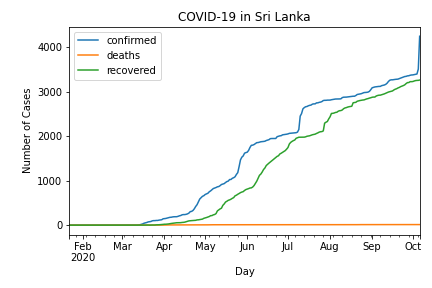 COVID-19 in Sri Lanka
confirmed
deaths
recovered
Number of Cases
4000
3000
2000
1000
0
Feb
2020
Mar
Apr
May
Jun
Jul
Aug
Sep
Oct
Day